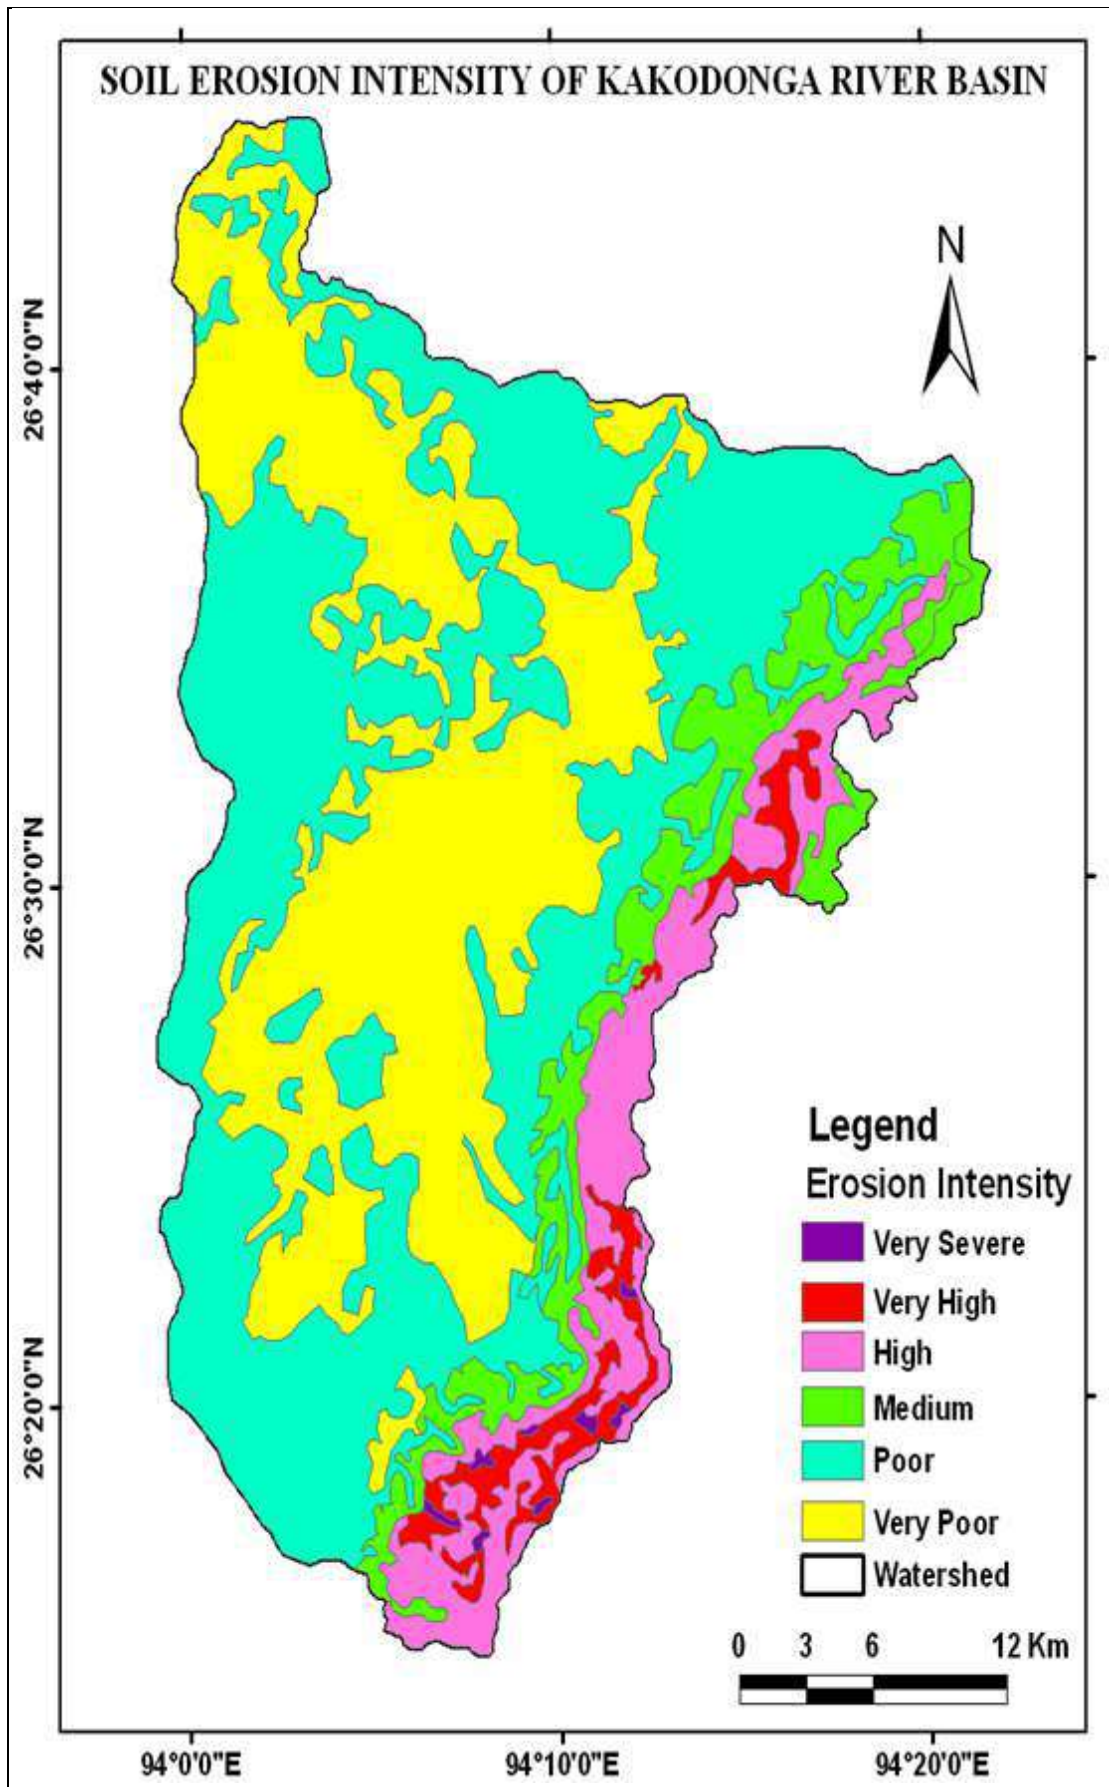 SOIL EROSION INTENSITY OF KAKODONGA RIVER BASIN
N
26°40'0"N
26°30'0"N
26°20'0"N
Legend
Erosion Intensity
Very Severe
Very High
High
Medium
Poor
Very Poor
Watershed
0 3 6 12 Km
94°0'0"E 94°10'0"E 94°20'0"E